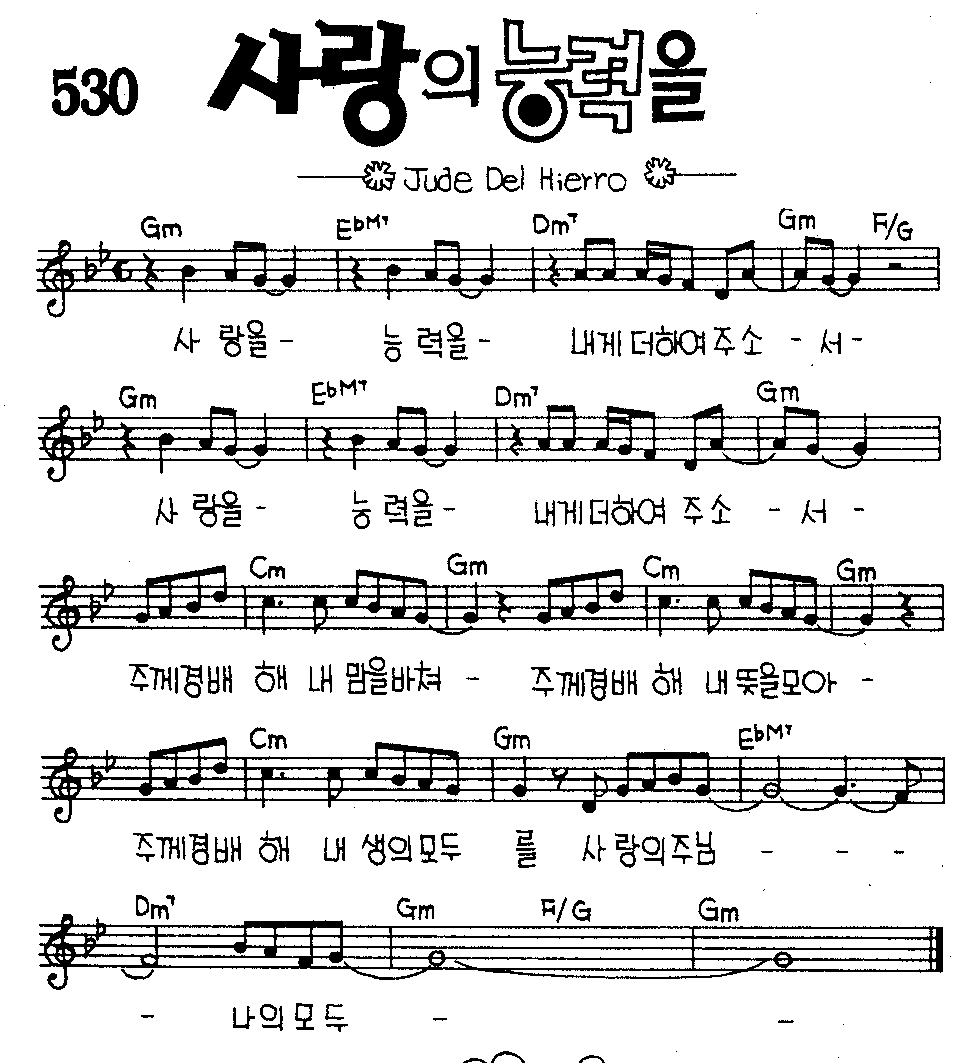 530 사랑의 능력을
Jude Del Hierro
Gm E♭M7 Dm7 Gm F/G
사 랑을 - 능 력을 - 내게 더하여 주 소 - 서 -
Gm E♭M7 Dm7 Gm
사 랑을 - 능 력을 - 내게 더하여 주 소 - 서 -
Cm Gm Cm Gm
주께경배 해 내 맘을바쳐 - 주께경배 해 내 뜻을모아 -
Cm Gm E♭M7
주께경배 해 내 생의모두 를 사 랑의주님 - - -
Dm7 Gm F/G Gm
- 나의모두 - -